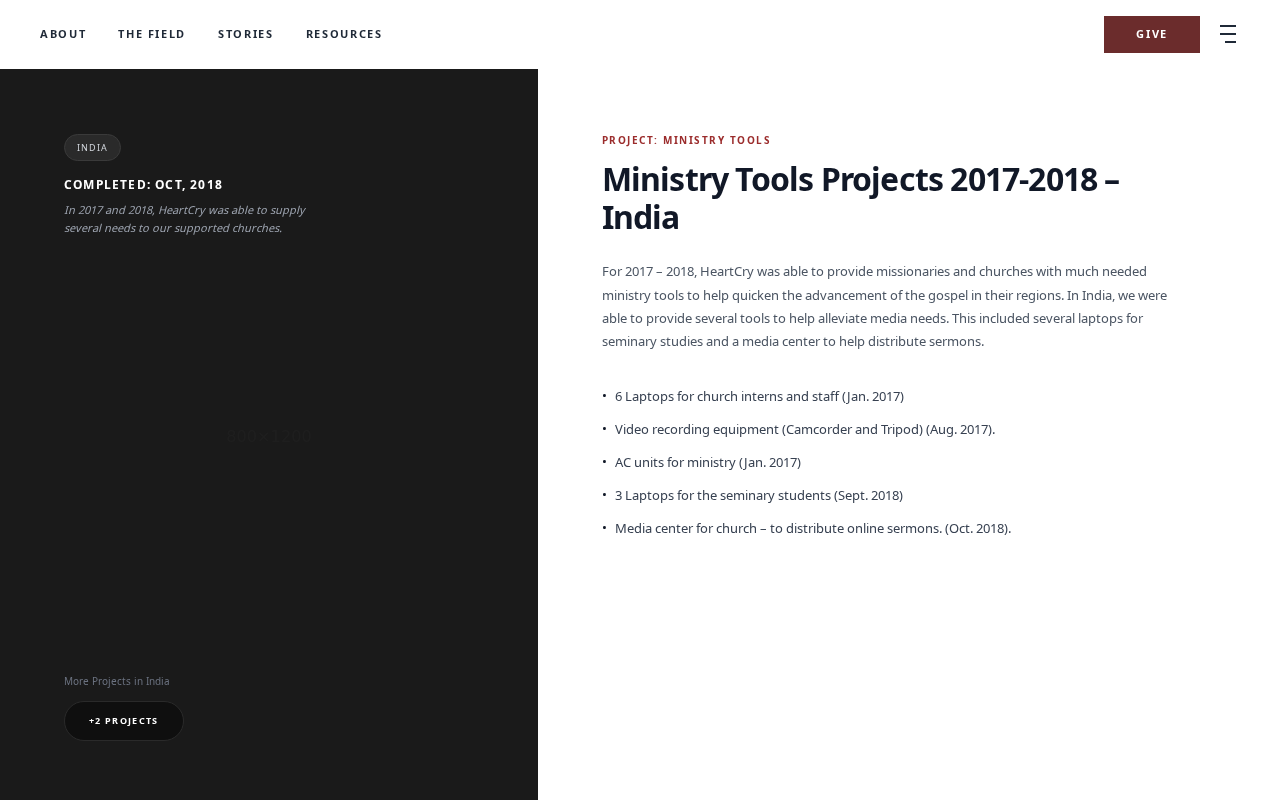 ABOUT THE FIELD STORIES RESOURCES GIVE
INDIA
COMPLETED: OCT, 2018
In 2017 and 2018, HeartCry was able to supply
several needs to our supported churches.
800×1200
More Projects in India
+2 PROJECTS
PROJECT: MINISTRY TOOLS
Ministry Tools Projects 2017-2018 –
India
For 2017 – 2018, HeartCry was able to provide missionaries and churches with much needed
ministry tools to help quicken the advancement of the gospel in their regions. In India, we were
able to provide several tools to help alleviate media needs. This included several laptops for
seminary studies and a media center to help distribute sermons.
• 6 Laptops for church interns and staff (Jan. 2017)
• Video recording equipment (Camcorder and Tripod) (Aug. 2017).
• AC units for ministry (Jan. 2017)
• 3 Laptops for the seminary students (Sept. 2018)
• Media center for church – to distribute online sermons. (Oct. 2018).